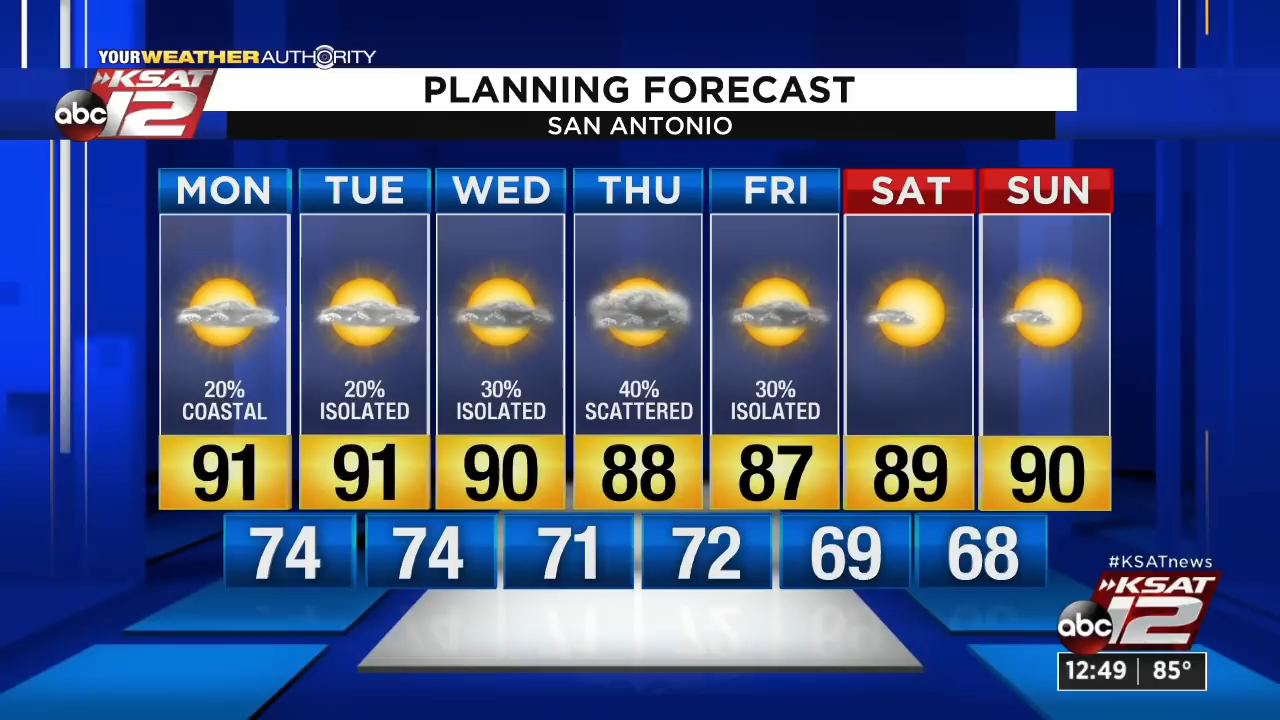 YOURWEATHERAUTHORITY
KSAT
abc 12
PLANNING FORECAST
SAN ANTONIO
MON TUE WED THU FRI SAT SUN
20% 20% 30% 40% 30%
COASTAL ISOLATED ISOLATED SCATTERED ISOLATED
91 91 90 88 87 89 90
74 74 71 72 69 68
#KSATnews
KSAT
abc 12
12:49 85°